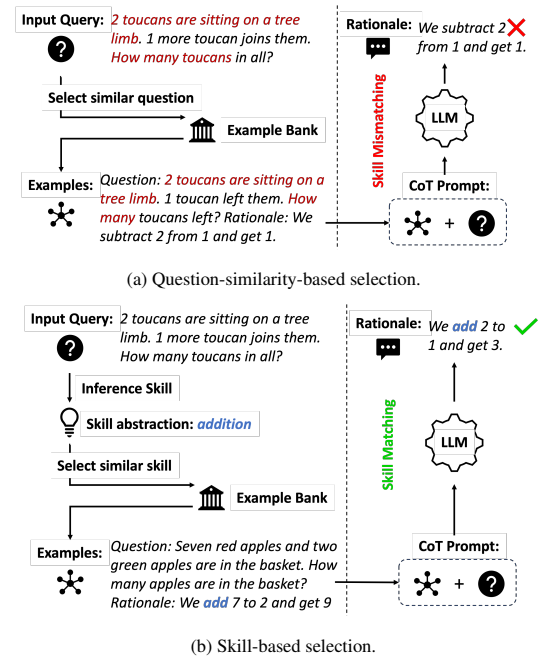 Input Query: 2 toucans are sitting on a tree
limb. 1 more toucan joins them.
How many toucans in all?
Select similar question
Example Bank
Examples: Question: 2 toucans are sitting on a
tree limb. 1 toucan left them. How
many toucans left? Rationale: We
subtract 2 from 1 and get 1.
Rationale: We subtract 2
from 1 and get 1.
Skill Mismatching
LLM
CoT Prompt:
+
(a) Question-similarity-based selection.
Input Query: 2 toucans are sitting on a tree
limb. 1 more toucan joins them.
How many toucans in all?
Inference Skill
Skill abstraction: addition
Select similar skill
Example Bank
Examples: Question: Seven red apples and two
green apples are in the basket. How
many apples are in the basket?
Rationale: We add 7 to 2 and get 9
Rationale: We add 2 to
1 and get 3.
Skill Matching
LLM
CoT Prompt:
+
(b) Skill-based selection.